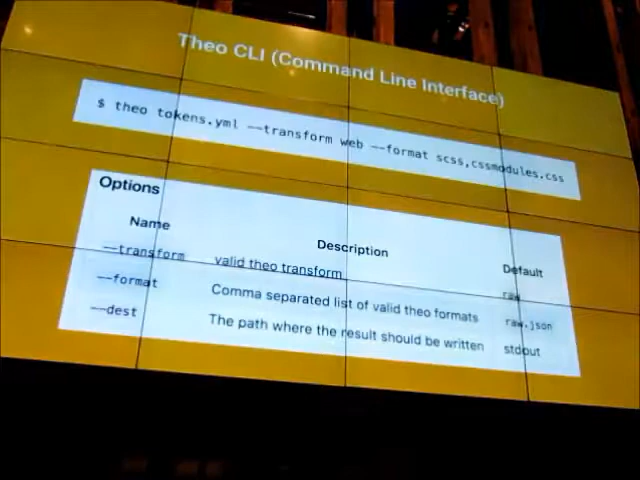 Theo CLI (Command Line Interface)
$ theo tokens.yml --transform web --format scss,cssmodules.css
Options
Name Description Default
--transform valid theo transform raw
--format Comma separated list of valid theo formats raw.json
--dest The path where the result should be written stdout